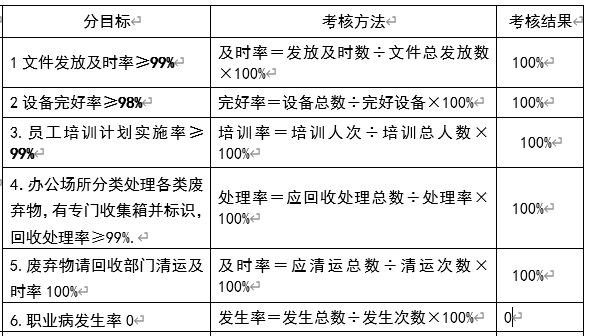 分目标 考核方法 考核结果
1 文件发放及时率≥99% 及时率＝发放及时数÷文件总发放数 100%
×100%
2 设备完好率≥98% 完好率＝设备总数÷完好设备×100% 100%
3. 员工培训计划实施率≥ 培训率＝培训人次÷培训总人数× 100%
99% 100%
4. 办公场所分类处理各类废 处理率＝应回收处理总数÷处理率× 100%
弃物,有专门收集箱并标识, 100%
回收处理率≥99%.
5. 废弃物请回收部门清运及 及时率＝应清运总数÷清运次数× 100%
时率 100% 100%
6. 职业病发生率 0 发生率＝发生总数÷发生次数×100% 0